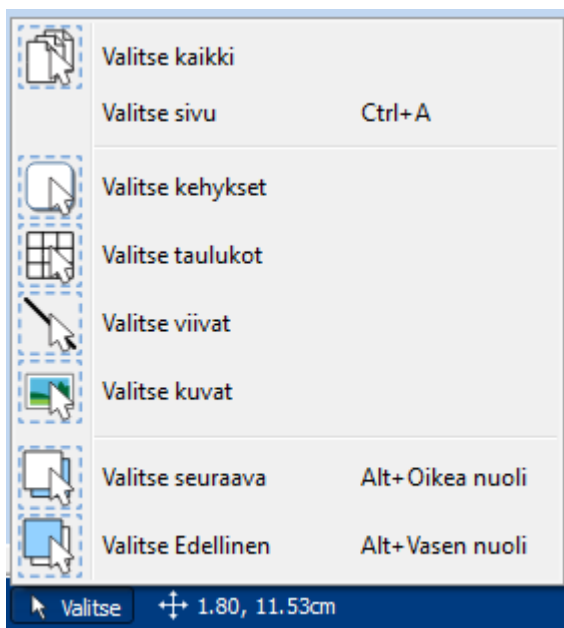 Valitse kaikki
Valitse sivu Ctrl+A
Valitse kehykset
Valitse taulukot
Valitse viivat
Valitse kuvat
Valitse seuraava Alt+Oikea nuoli
Valitse Edellinen Alt+Vasen nuoli
Valitse 1.80, 11.53cm